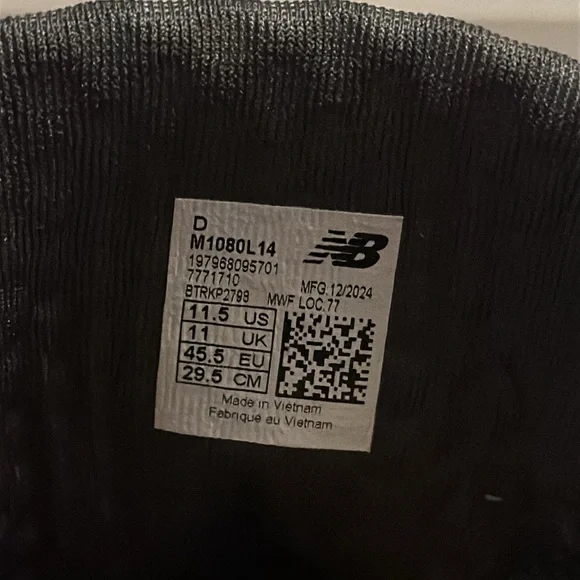 D
M1080L14
NB
197968095701
7771710
MFG.12/2024
BTRKP2798 MWF LOC.77
11.5 US
11 UK
45.5 EU
29.5 CM
Made in Vietnam
Fabriqué au Vietnam